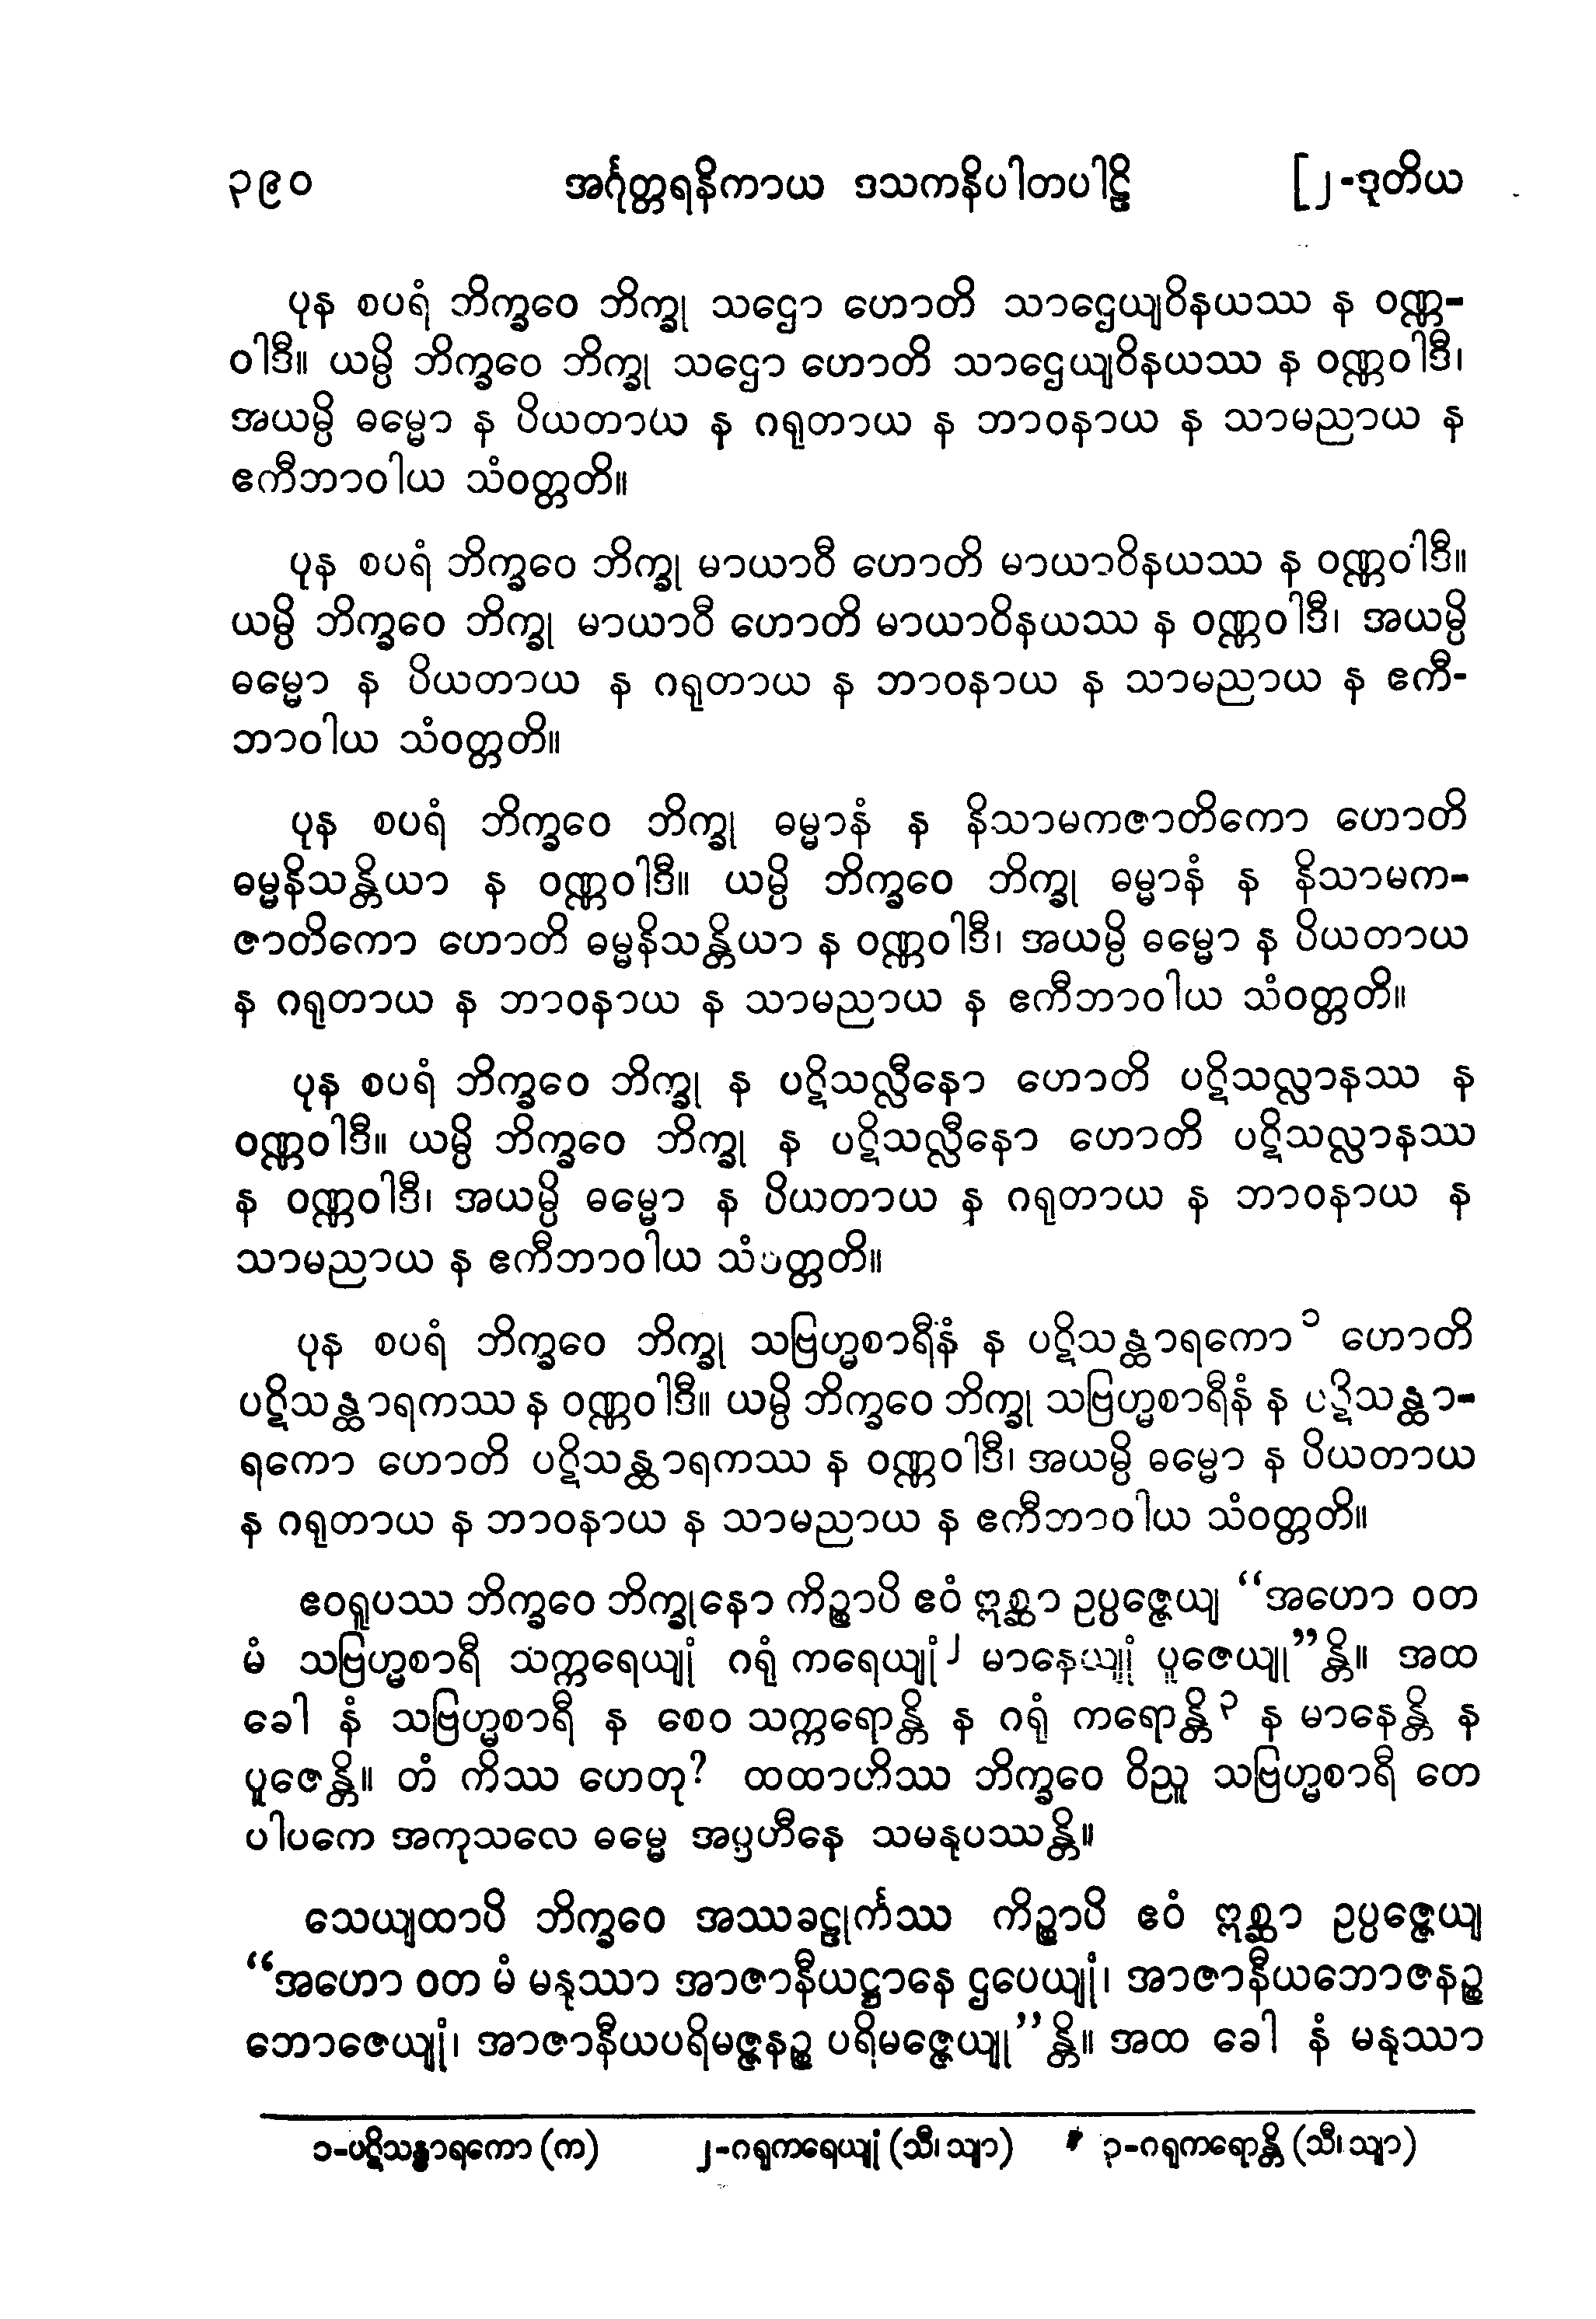 ၃၉၀ အင်္ဂုတ္တရနိကာယ ဒသကနိပါတပါဠိ [၂-ဒုတိယ
ပုန စပရံ ဘိက္ခဝေ ဘိက္ခု သဌော ဟောတိ သာဌေယျဝိနယဿ န ဝဏ္ဏ-
ဝါဒီ။ ယမ္ပိ ဘိက္ခဝေ ဘိက္ခု သဌော ဟောတိ သာဌေယျဝိနယဿ န ဝဏ္ဏဝါဒီ၊
အယမ္ပိ ဓမ္မော န ပိယတာယ န ဂရုတာယ န ဘာဝနာယ န သာမညာယ န
ဧကီဘာဝါယ သံဝတ္တတိ။
ပုန စပရံ ဘိက္ခဝေ ဘိက္ခု မာယာဝီ ဟောတိ မာယာဝိနယဿ န ဝဏ္ဏဝါဒီ။
ယမ္ပိ ဘိက္ခဝေ ဘိက္ခု မာယာဝီ ဟောတိ မာယာဝိနယဿ န ဝဏ္ဏဝါဒီ၊ အယမ္ပိ
ဓမ္မော န ပိယတာယ န ဂရုတာယ န ဘာဝနာယ န သာမညာယ န ဧကီ-
ဘာဝါယ သံဝတ္တတိ။
ပုန စပရံ ဘိက္ခဝေ ဘိက္ခု ဓမ္မာနံ န နိသာမကဇာတိကော ဟောတိ
ဓမ္မနိသန္တိယာ န ဝဏ္ဏဝါဒီ။ ယမ္ပိ ဘိက္ခဝေ ဘိက္ခု ဓမ္မာနံ န နိသာမက-
ဇာတိကော ဟောတိ ဓမ္မနိသန္တိယာ န ဝဏ္ဏဝါဒီ၊ အယမ္ပိ ဓမ္မော န ပိယတာယ
န ဂရုတာယ န ဘာဝနာယ န သာမညာယ န ဧကီဘာဝါယ သံဝတ္တတိ။
ပုန စပရံ ဘိက္ခဝေ ဘိက္ခု န ပဋိသလ္လီနော ဟောတိ ပဋိသလ္လာနဿ န
ဝဏ္ဏဝါဒီ။ ယမ္ပိ ဘိက္ခဝေ ဘိက္ခု န ပဋိသလ္လီနော ဟောတိ ပဋိသလ္လာနဿ
န ဝဏ္ဏဝါဒီ၊ အယမ္ပိ ဓမ္မော န ပိယတာယ န ဂရုတာယ န ဘာဝနာယ န
သာမညာယ န ဧကီဘာဝါယ သံဝတ္တတိ။
ပုန စပရံ ဘိက္ခဝေ ဘိက္ခု သဗြဟ္မစာရီနံ န ပဋိသန္ထာရကော၁ ဟောတိ
ပဋိသန္ထာရကဿ န ဝဏ္ဏဝါဒီ။ ယမ္ပိ ဘိက္ခဝေ ဘိက္ခု သဗြဟ္မစာရီနံ န ပဋိသန္ထာ-
ရကော ဟောတိ ပဋိသန္ထာရကဿ န ဝဏ္ဏဝါဒီ၊ အယမ္ပိ ဓမ္မော န ပိယတာယ
န ဂရုတာယ န ဘာဝနာယ န သာမညာယ န ဧကီဘာဝါယ သံဝတ္တတိ။
ဧဝရူပဿ ဘိက္ခဝေ ဘိက္ခုနော ကိဉ္စာပိ ဧဝံ ဣစ္ဆာ ဥပ္ပဇ္ဇေယျ “အဟော ဝတ
မံ သဗြဟ္မစာရီ သက္ကရေယျုံ ဂရုံ ကရေယျုံ၂ မာနေယျုံ ပူဇေယျု”န္တိ။ အထ
ခေါ နံ သဗြဟ္မစာရီ န စေဝ သက္ကရောန္တိ န ဂရုံ ကရောန္တိ၃ န မာနေန္တိ န
ပူဇေန္တိ။ တံ ကိဿ ဟေတု? ထထာဟိဿ ဘိက္ခဝေ ဝိညူ သဗြဟ္မစာရီ တေ
ပါပကေ အကုသလေ ဓမ္မေ အပ္ပဟီနေ သမနုပဿန္တိ။
သေယျထာပိ ဘိက္ခဝေ အဿခဠုင်္ကဿ ကိဉ္စာပိ ဧဝံ ဣစ္ဆာ ဥပ္ပဇ္ဇေယျ
“အဟော ဝတ မံ မနုဿာ အာဇာနီယဋ္ဌာနေ ဌပေယျုံ၊ အာဇာနီယဘောဇနဉ္စ
ဘောဇေယျုံ၊ အာဇာနီယပရိမဇ္ဇနဉ္စ ပရိမဇ္ဇေယျု”န္တိ။ အထ ခေါ နံ မနုဿာ
၁-ပဋိသန္ဓာရကော (က) ၂-ဂရုကရေယျုံ (သီ၊ သျာ) ၃-ဂရုကရောန္တိ (သီ၊ သျာ)